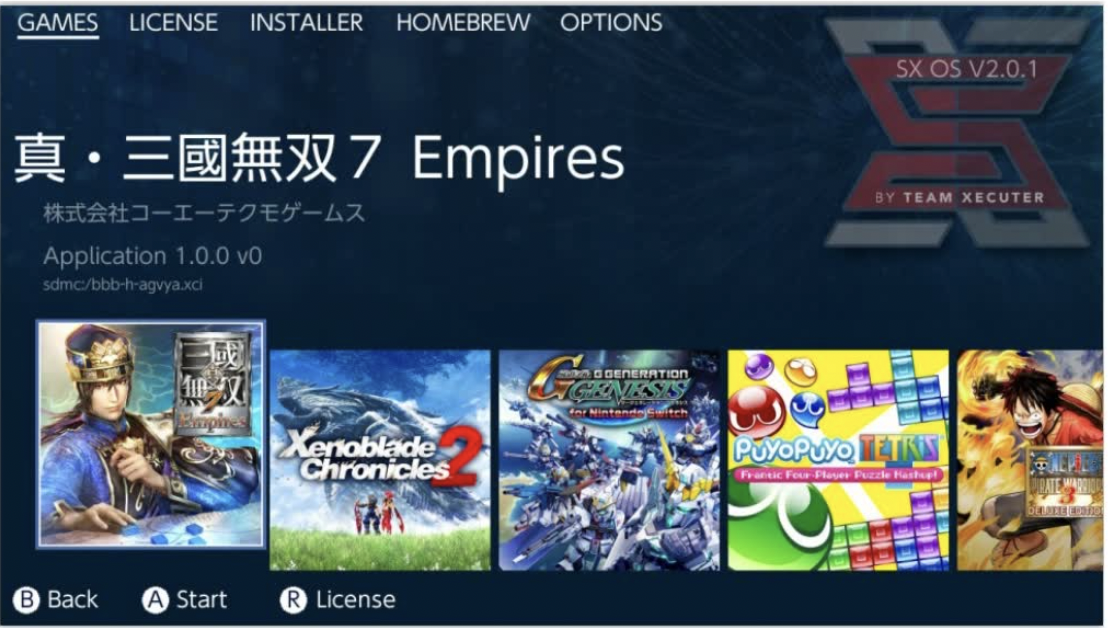 GAMES LICENSE INSTALLER HOMEBREW OPTIONS
SX OS V2.0.1
真・三國無双7 Empires
BY TEAM XECUTER
株式会社コーエーテクモゲームス
Application 1.0.0 v0
sdmc:/bbb-h-agvya.xci
三國
無双
7
Empires
Xenoblade
Chronicles 2
G GENERATION
GENESIS
for Nintendo Switch
PUYOPUYO TETRIS
Frantic Four-Player Puzzle Mashup!
ONE PIECE
PIRATE WARRIORS
3
DELUXE EDITION
B Back A Start R License